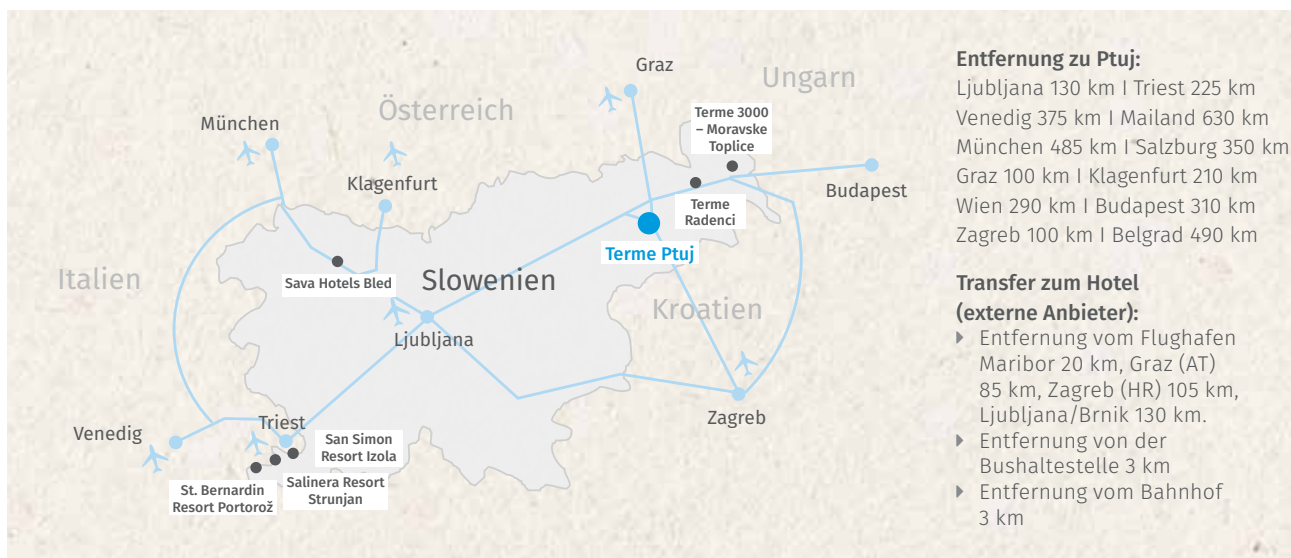 Graz
Ungarn
Österreich
München
Terme 3000
– Moravske
Toplice
Klagenfurt
Budapest
Terme
Radenci
Terme Ptuj
Italien
Sava Hotels Bled
Slowenien
Kroatien
Ljubljana
Zagreb
Triest
Venedig
San Simon
Resort Izola
Salinera Resort
Strunjan
St. Bernardin
Resort Portorož
Entfernung zu Ptuj:
Ljubljana 130 km I Triest 225 km
Venedig 375 km I Mailand 630 km
München 485 km I Salzburg 350 km
Graz 100 km I Klagenfurt 210 km
Wien 290 km I Budapest 310 km
Zagreb 100 km I Belgrad 490 km
Transfer zum Hotel
(externe Anbieter):
Entfernung vom Flughafen
Maribor 20 km, Graz (AT)
85 km, Zagreb (HR) 105 km,
Ljubljana/Brnik 130 km.
Entfernung von der
Bushaltestelle 3 km
Entfernung vom Bahnhof
3 km